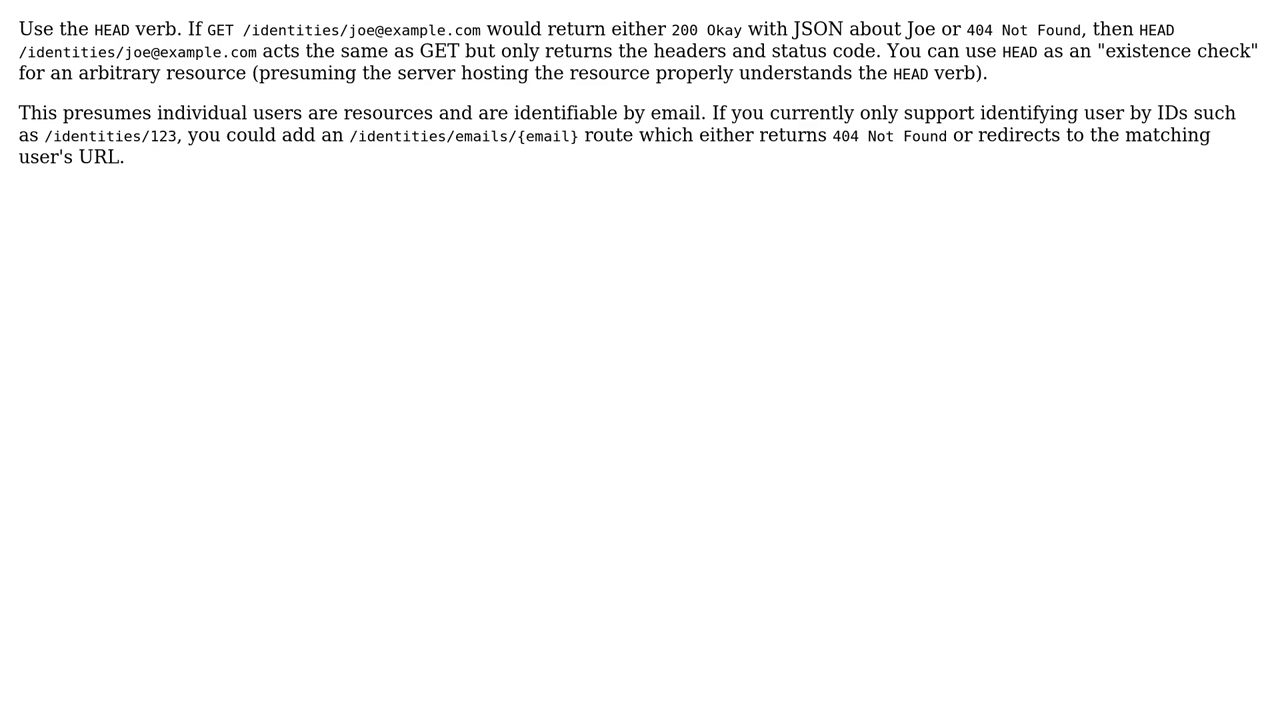 Use the HEAD verb. If GET /identities/joe@example.com would return either 200 Okay with JSON about Joe or 404 Not Found, then HEAD
/identities/joe@example.com acts the same as GET but only returns the headers and status code. You can use HEAD as an "existence check"
for an arbitrary resource (presuming the server hosting the resource properly understands the HEAD verb).
This presumes individual users are resources and are identifiable by email. If you currently only support identifying user by IDs such
as /identities/123, you could add an /identities/emails/{email} route which either returns 404 Not Found or redirects to the matching
user's URL.